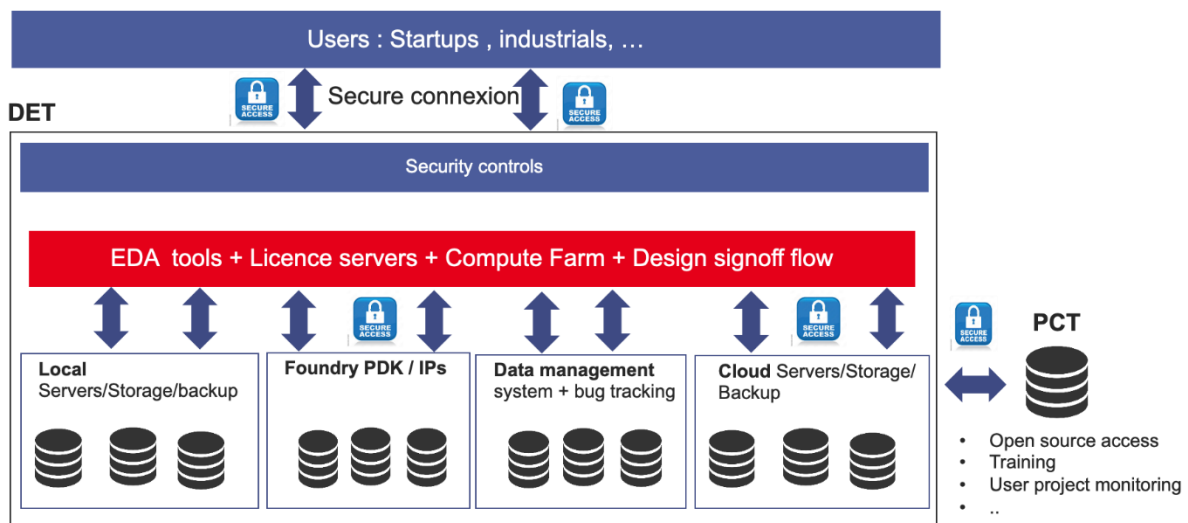 Users : Startups , industrials, …
SECURE
ACCESS
Secure connexion
SECURE
ACCESS
DET
Security controls
EDA tools + Licence servers + Compute Farm + Design signoff flow
SECURE
ACCESS
SECURE
ACCESS
SECURE
ACCESS
PCT
Local
Servers/Storage/backup
Foundry PDK / IPs
Data management
system + bug tracking
Cloud Servers/Storage/
Backup
• Open source access
• Training
• User project monitoring
• ..